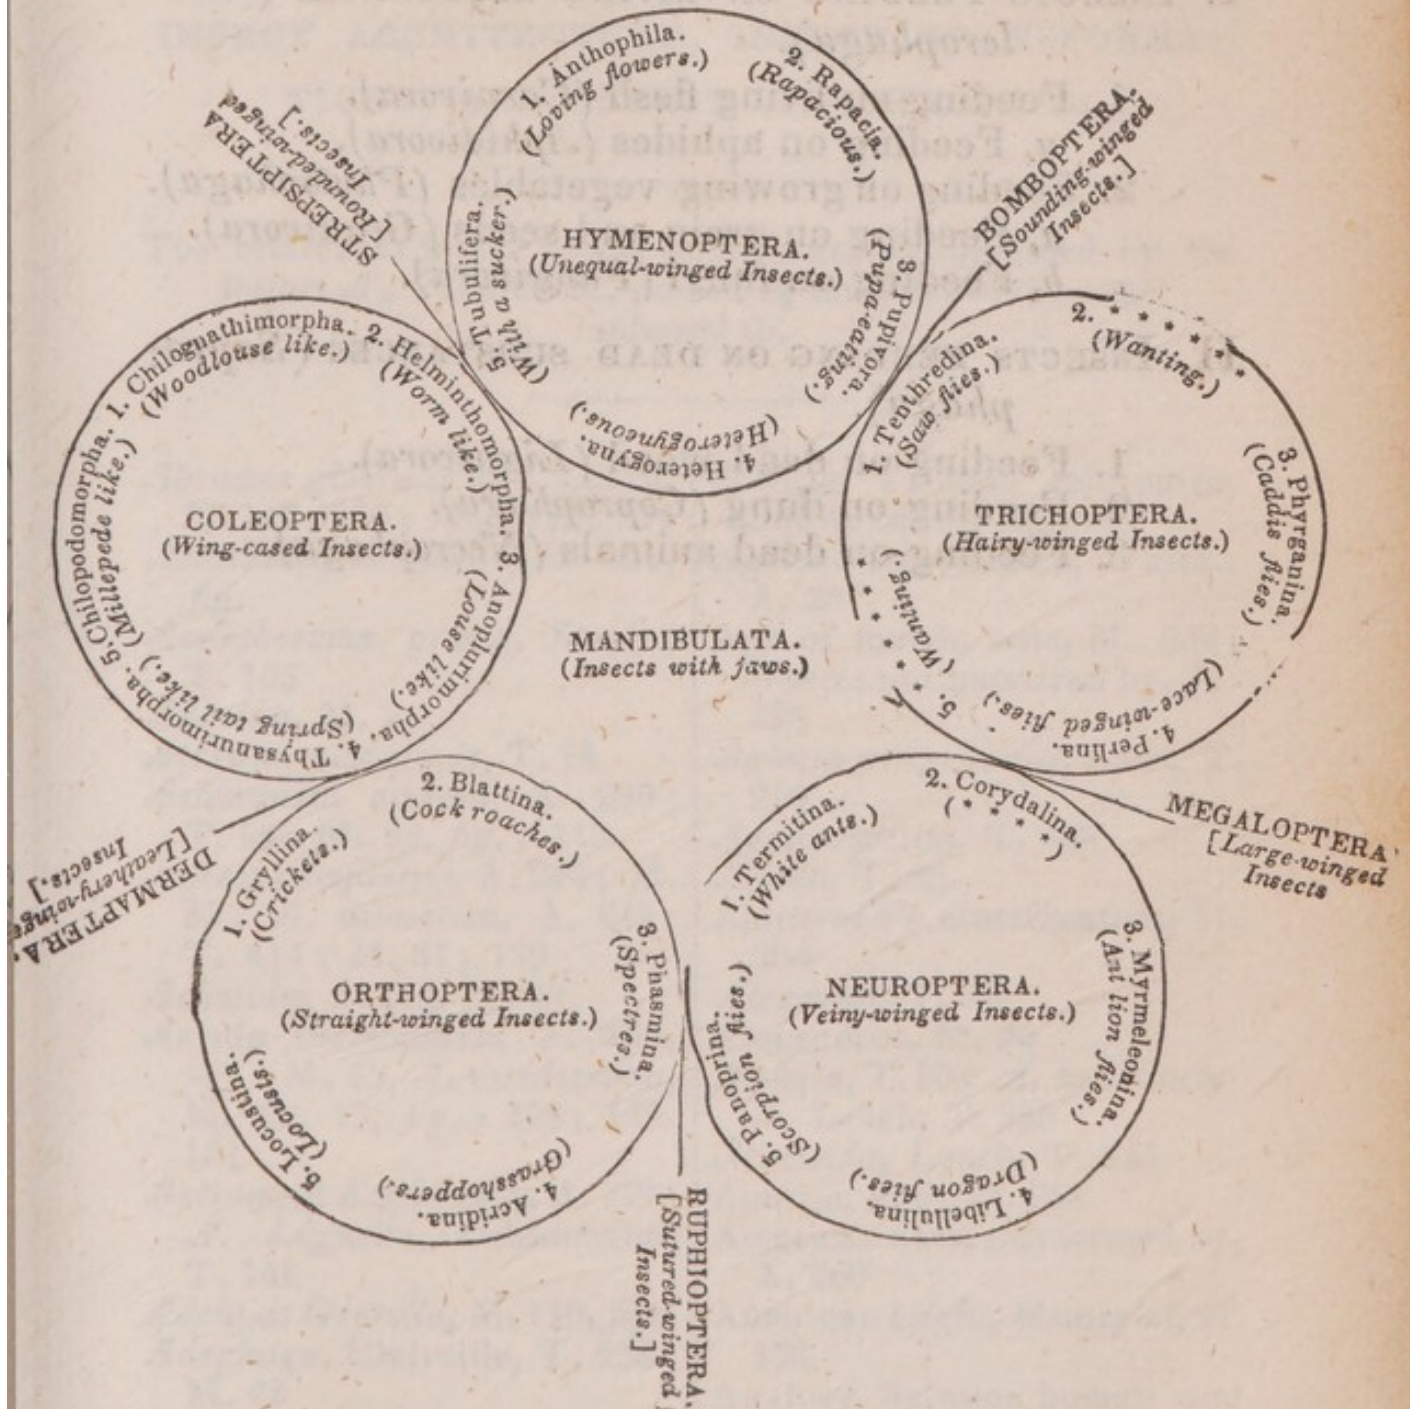 1. Anthophila.
(Loving flowers.)
2. Rapacia.
(Rapacious.)
3. Pupivora.
(Pupa-eating.)
4. Heterogyna.
(Heterogyneous.)
5. Tubulifera.
(With a sucker.)
HYMENOPTERA.
(Unequal-winged Insects.)
STREPSIPTERA
[Rounded-winged
Insects.]
BOMBOPTERA.
[Sounding-winged
Insects.]
1. Chilognathimorpha.
(Woodlouse like.)
2. Helminthomorpha.
(Worm like.)
3. Anoplurimorpha,
(Louse like.)
4. Thysanurimorpha.
(Spring tail like.)
5. Chilopodomorpha.
(Millepede like.)
COLEOPTERA.
(Wing-cased Insects.)
1. Tenthredina.
(Saw flies.)
2. * * * * * *
(Wanting.)
3. Phyrganina.
(Caddis flies.)
4. Perlina.
(Lace-winged flies.)
5. * * * * * *
(Wanting.)
TRICHOPTERA.
(Hairy-winged Insects.)
MANDIBULATA.
(Insects with jaws.)
DERMAPTERA.
[Leathery-winge
Insects.]
MEGALOPTERA
[Large-winged
Insects
1. Gryllina.
(Crickets.)
2. Blattina.
(Cock roaches.)
3. Phasmina.
(Spectres.)
4. Acridina.
(Grasshoppers.)
5. Locustina.
(Locusts.)
ORTHOPTERA.
(Straight-winged Insects.)
1. Termitina.
(White ants.)
2. Corydalina.
(* * * *)
3. Myrmeleonina.
(Ant lion flies.)
4. Libellulina.
(Dragon flies.)
5. Panoprina.
(Scorpion flies.)
NEUROPTERA.
(Veiny-winged Insects.)
RUPHIOPTERA.
[Sutured-winged
Insects.]